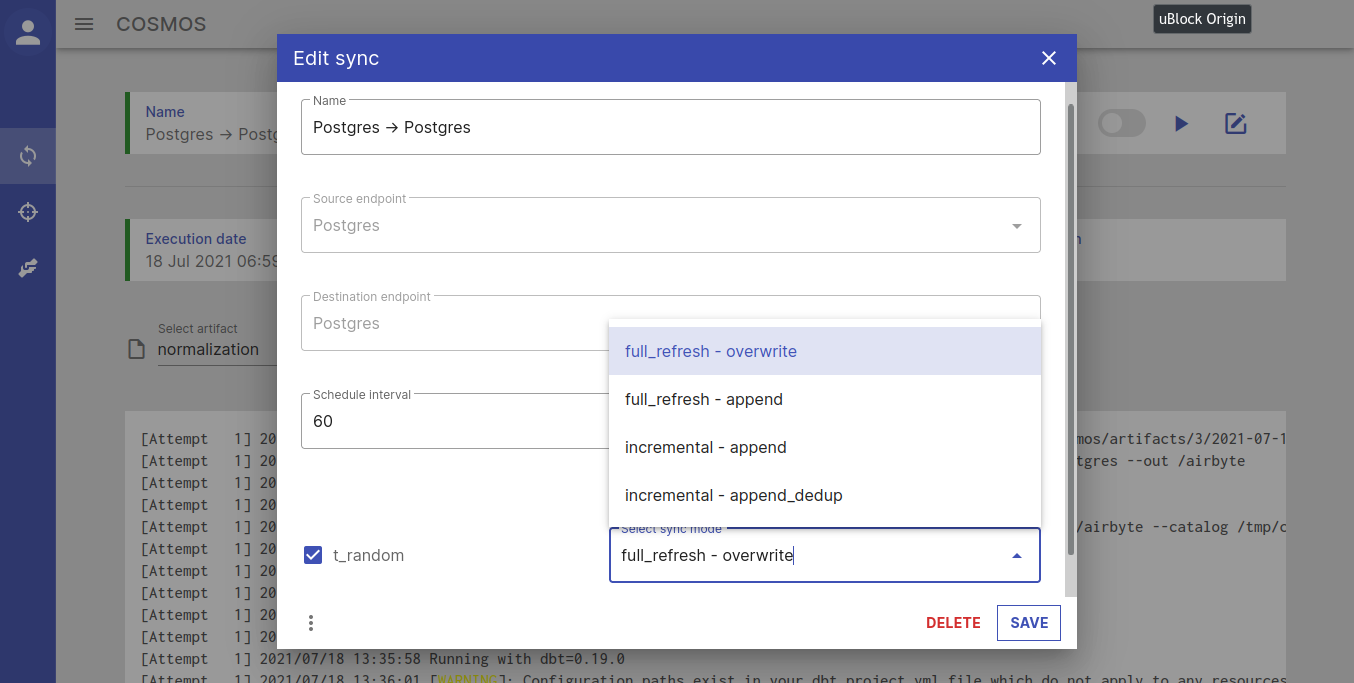 COSMOS
uBlock Origin
Edit sync
Name
Postgres → Postgres
Source endpoint
Postgres
Destination endpoint
Postgres
Schedule interval
60
full_refresh - overwrite
full_refresh - append
incremental - append
incremental - append_dedup
Select sync mode
t_random
full_refresh - overwrite
DELETE
SAVE
Name
Postgres → Postg
Execution date
18 Jul 2021 06:59
Select artifact
normalization
[Attempt 1] 20 mos/artifacts/3/2021-07-1
[Attempt 1] 20 tgres --out /airbyte
[Attempt 1] 20
[Attempt 1] 20
[Attempt 1] 20 /airbyte --catalog /tmp/c
[Attempt 1] 20
[Attempt 1] 20
[Attempt 1] 20
[Attempt 1] 20
[Attempt 1] 20
[Attempt 1] 2021/07/18 13:35:58 Running with dbt=0.19.0
[Attempt 1] 2021/07/18 13:36:01 [WARNING]: Configuration paths exist in your dbt_project.yml file which do not apply to any resources